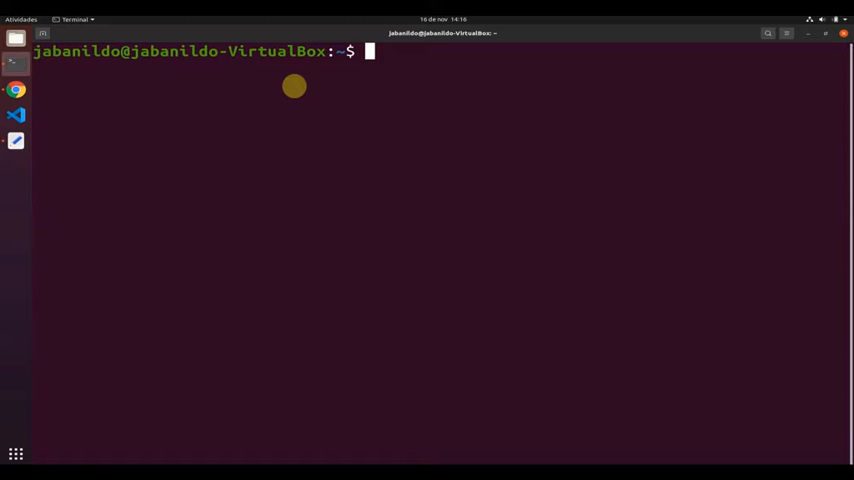 Atividades Terminal 16 de nov 14:16
jabanildo@jabanildo-VirtualBox: ~
jabanildo@jabanildo-VirtualBox:~$